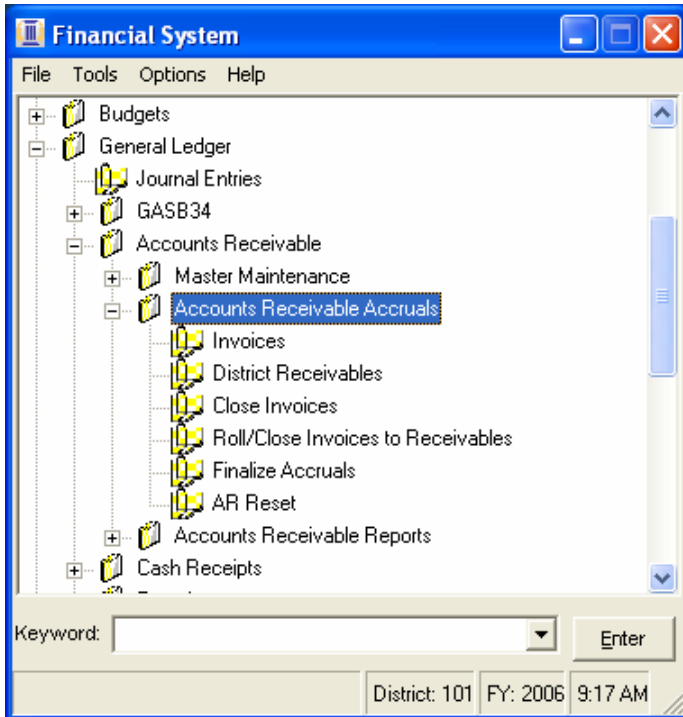 Financial System
File Tools Options Help
Budgets
General Ledger
Journal Entries
GASB34
Accounts Receivable
Master Maintenance
Accounts Receivable Accruals
Invoices
District Receivables
Close Invoices
Roll/Close Invoices to Receivables
Finalize Accruals
AR Reset
Accounts Receivable Reports
Cash Receipts
Keyword: Enter
District: 101 FY: 2006 9:17 AM